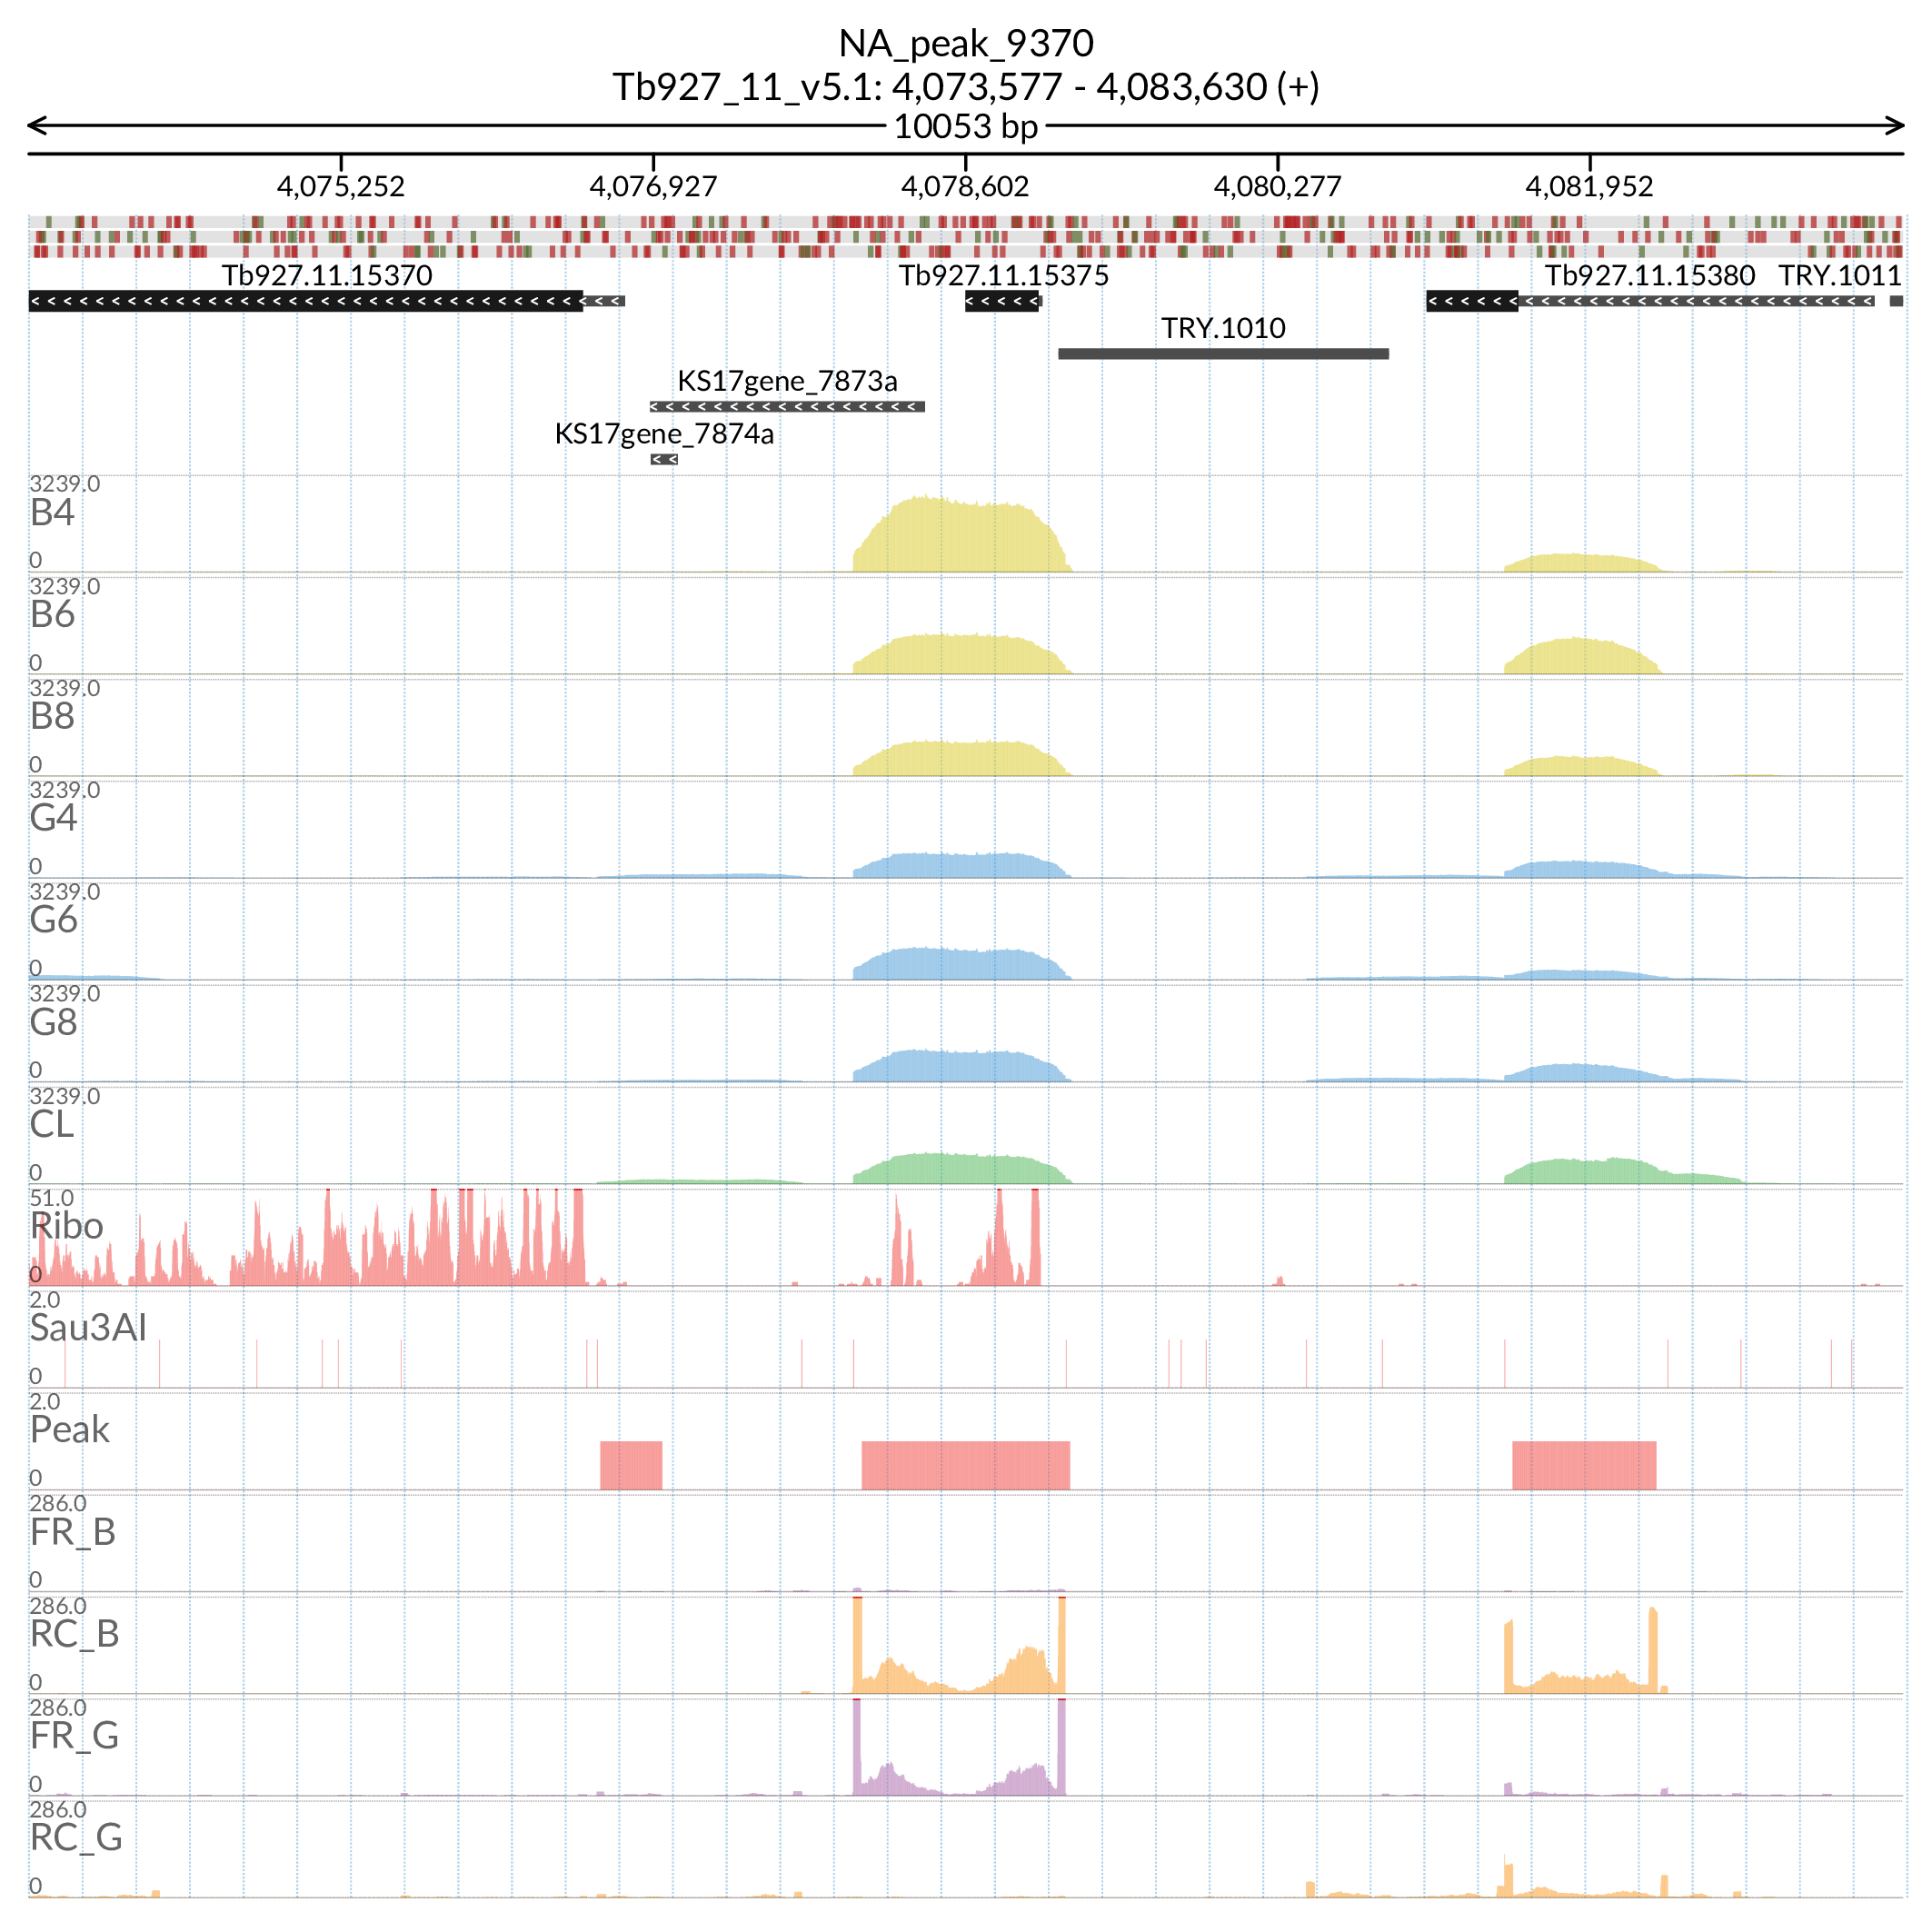 NA_peak_9370
Tb927_11_v5.1: 4,073,577 - 4,083,630 (+)
10053 bp
4,075,252 4,076,927 4,078,602 4,080,277 4,081,952
Tb927.11.15370 Tb927.11.15375 Tb927.11.15380 TRY.1011
TRY.1010
KS17gene_7873a
KS17gene_7874a
3239.0
B4
0
3239.0
B6
0
3239.0
B8
0
3239.0
G4
0
3239.0
G6
0
3239.0
G8
0
3239.0
CL
0
51.0
Ribo
0
2.0
Sau3AI
0
2.0
Peak
0
286.0
FR_B
0
286.0
RC_B
0
286.0
FR_G
0
286.0
RC_G
0